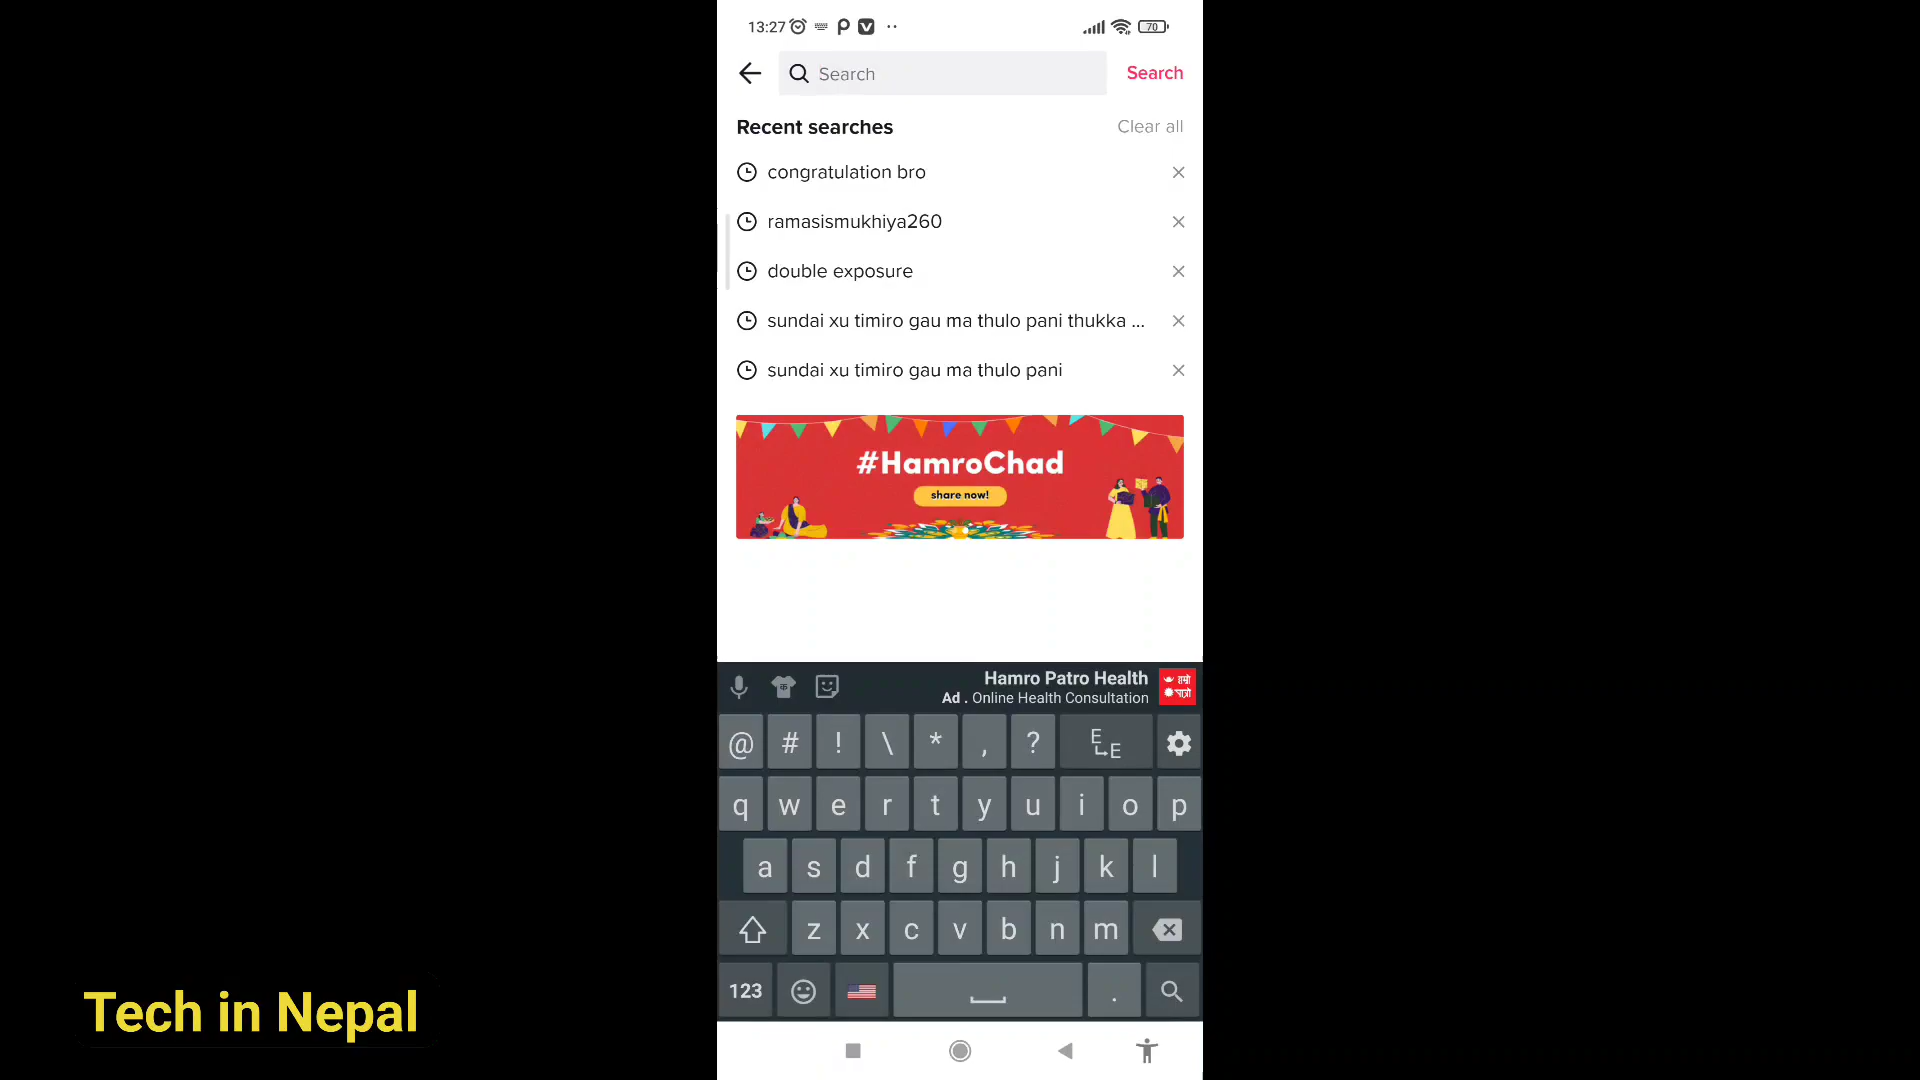 13:27
70
Search
Search
Recent searches
Clear all
congratulation bro
ramasismukhiya260
double exposure
sundai xu timiro gau ma thulo pani thukka ...
sundai xu timiro gau ma thulo pani
#HamroChad
share now!
Hamro Patro Health
Ad . Online Health Consultation
हाम्रो
पात्रो
@ # ! \ * , ? E E
q w e r t y u i o p
a s d f g h j k l
z x c v b n m
123 .
Tech in Nepal